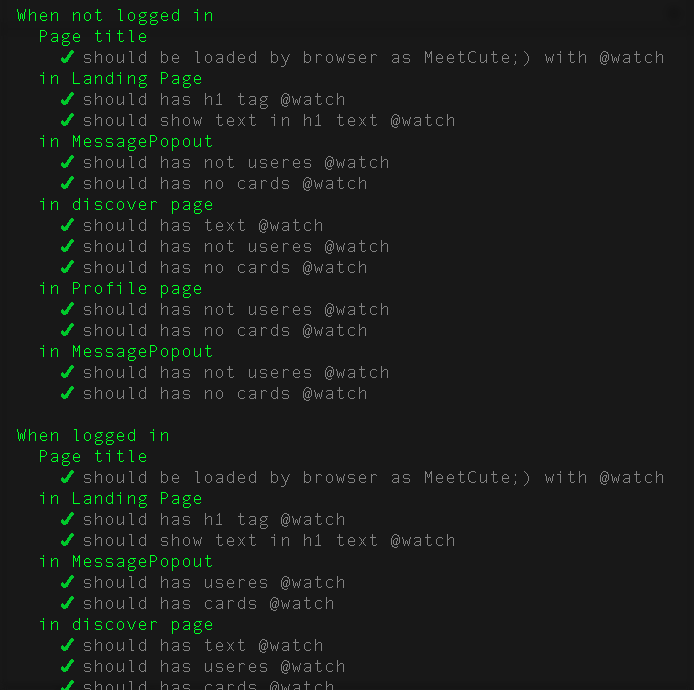 When not logged in
Page title
✓ should be loaded by browser as MeetCute;) with @watch
in Landing Page
✓ should has h1 tag @watch
✓ should show text in h1 text @watch
in MessagePopout
✓ should has not useres @watch
✓ should has no cards @watch
in discover page
✓ should has text @watch
✓ should has not useres @watch
✓ should has no cards @watch
in Profile page
✓ should has not useres @watch
✓ should has no cards @watch
in MessagePopout
✓ should has not useres @watch
✓ should has no cards @watch
When logged in
Page title
✓ should be loaded by browser as MeetCute;) with @watch
in Landing Page
✓ should has h1 tag @watch
✓ should show text in h1 text @watch
in MessagePopout
✓ should has useres @watch
✓ should has cards @watch
in discover page
✓ should has text @watch
✓ should has useres @watch
✓ should has cards @watch